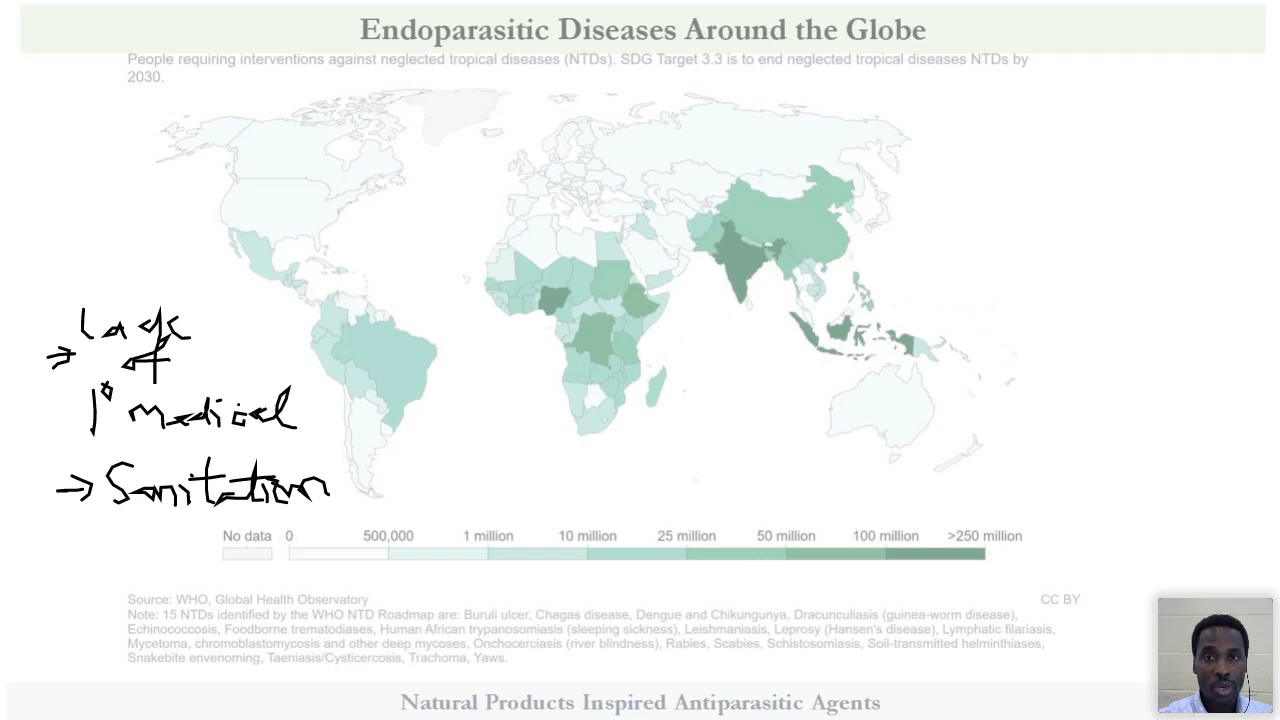 Endoparasitic Diseases Around the Globe
People requiring interventions against neglected tropical diseases (NTDs). SDG Target 3.3 is to end neglected tropical diseases NTDs by
2030.
Lack
of
1° Medical
Sanitation
No data 0 500,000 1 million 10 million 25 million 50 million 100 million >250 million
Source: WHO, Global Health Observatory
CC BY
Note: 15 NTDs identified by the WHO NTD Roadmap are: Buruli ulcer, Chagas disease, Dengue and Chikungunya, Dracunculiasis (guinea-worm disease),
Echinococcosis, Foodborne trematodiases, Human African trypanosomiasis (sleeping sickness), Leishmaniasis, Leprosy (Hansen's disease), Lymphatic filariasis,
Mycetoma, chromoblastomycosis and other deep mycoses, Onchocerciasis (river blindness), Rabies, Scabies, Schistosomiasis, Soil-transmitted helminthiases,
Snakebite envenoming, Taeniasis/Cysticercosis, Trachoma, Yaws.
Natural Products Inspired Antiparasitic Agents